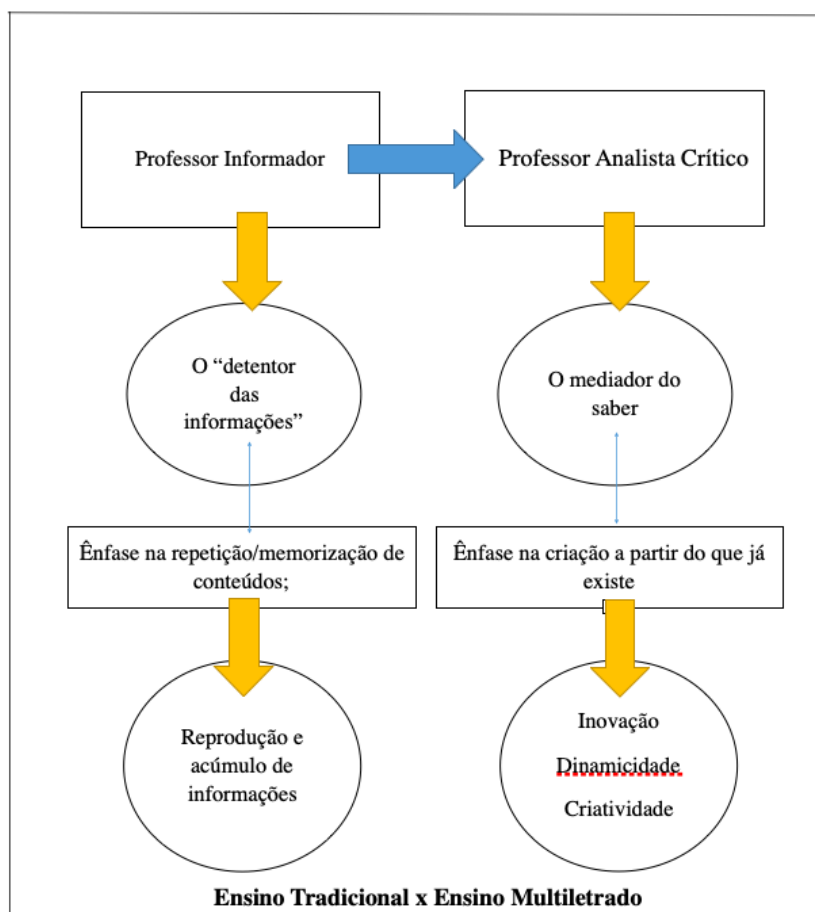 Professor Informador
Professor Analista Crítico
O “detentor
das
informações”
O mediador do
saber
Ênfase na repetição/memorização de
conteúdos;
Ênfase na criação a partir do que já
existe
Reprodução e
acúmulo de
informações
Inovação
Dinamicidade
Criatividade
Ensino Tradicional x Ensino Multiletrado